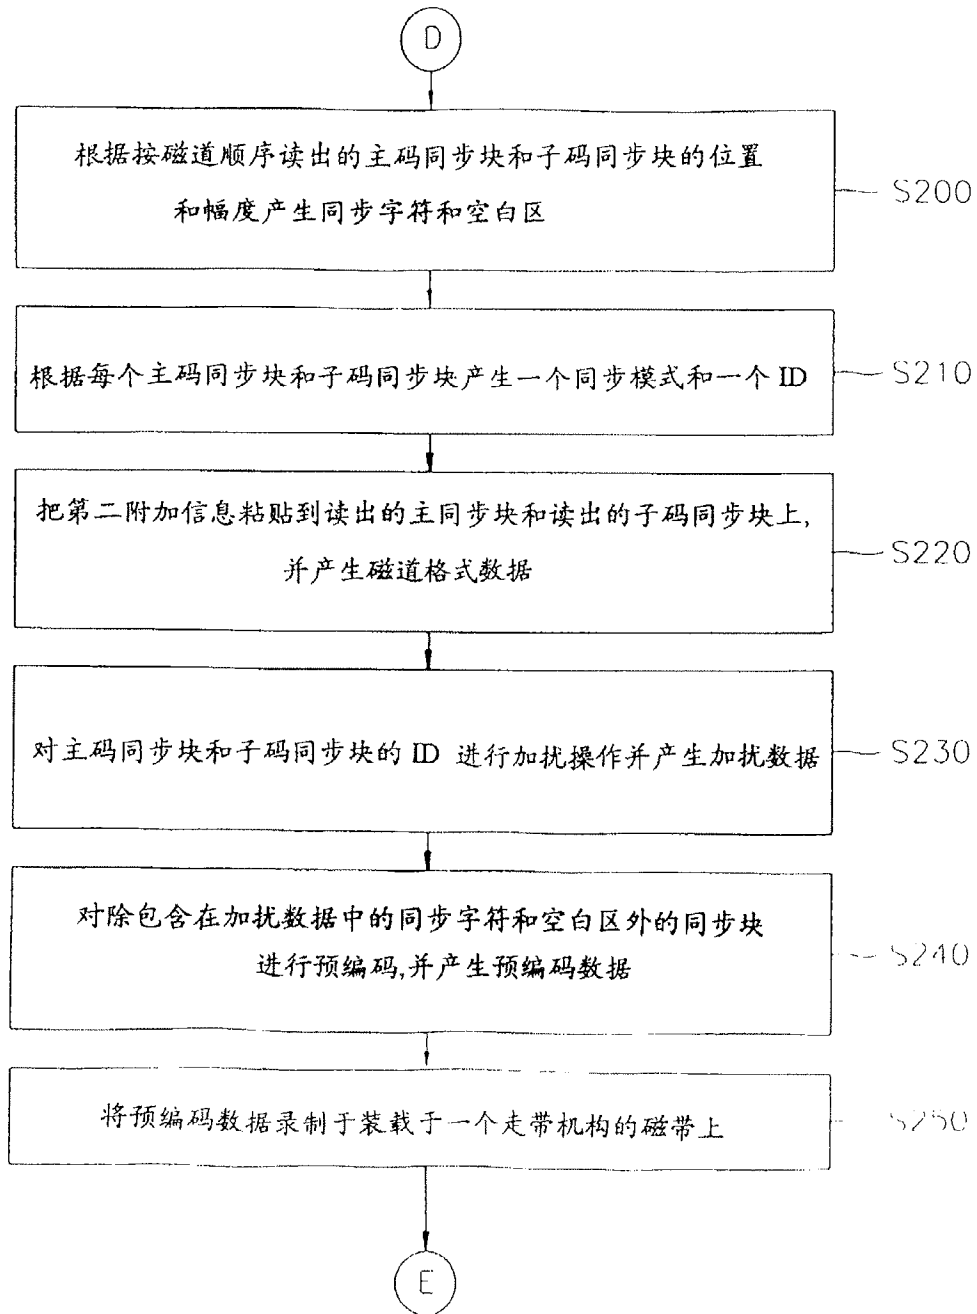 D
根据按磁道顺序读出的主码同步块和子码同步块的位置
和幅度产生同步字符和空白区
S200
根据每个主码同步块和子码同步块产生一个同步模式和一个 ID
S210
把第二附加信息粘贴到读出的主同步块和读出的子码同步块上,
并产生磁道格式数据
S220
对主码同步块和子码同步块的 ID 进行加扰操作并产生加扰数据
S230
对除包含在加扰数据中的同步字符和空白区外的同步块
进行预编码,并产生预编码数据
S240
将预编码数据录制于装载于一个走带机构的磁带上
S250
E